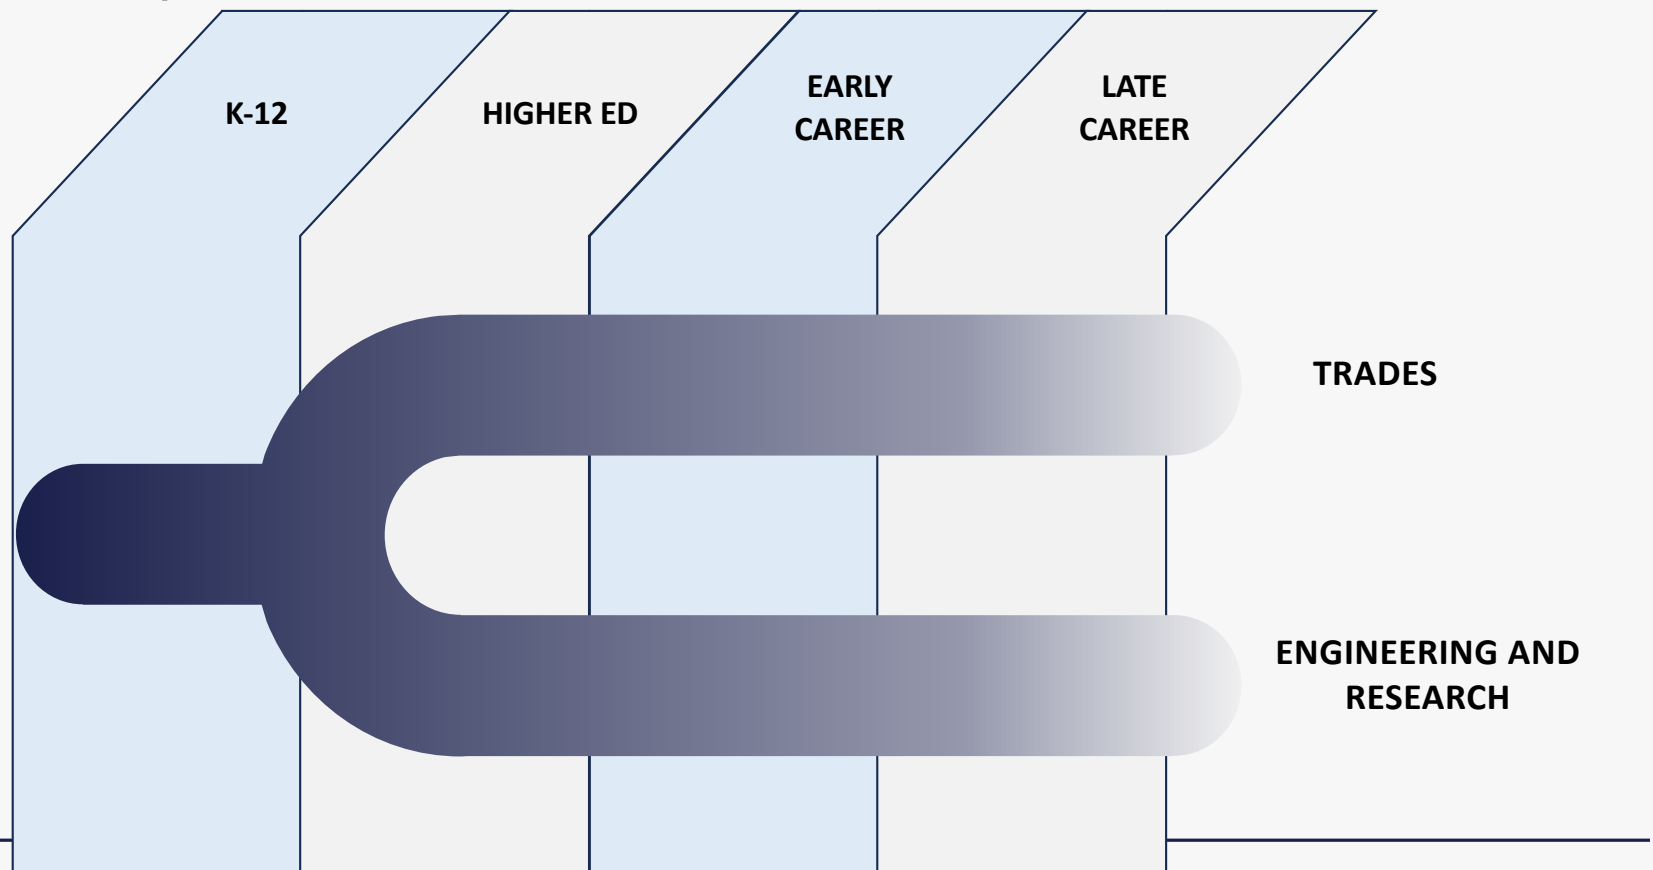 K-12
HIGHER ED
EARLY
CAREER
LATE
CAREER
TRADES
ENGINEERING AND
RESEARCH